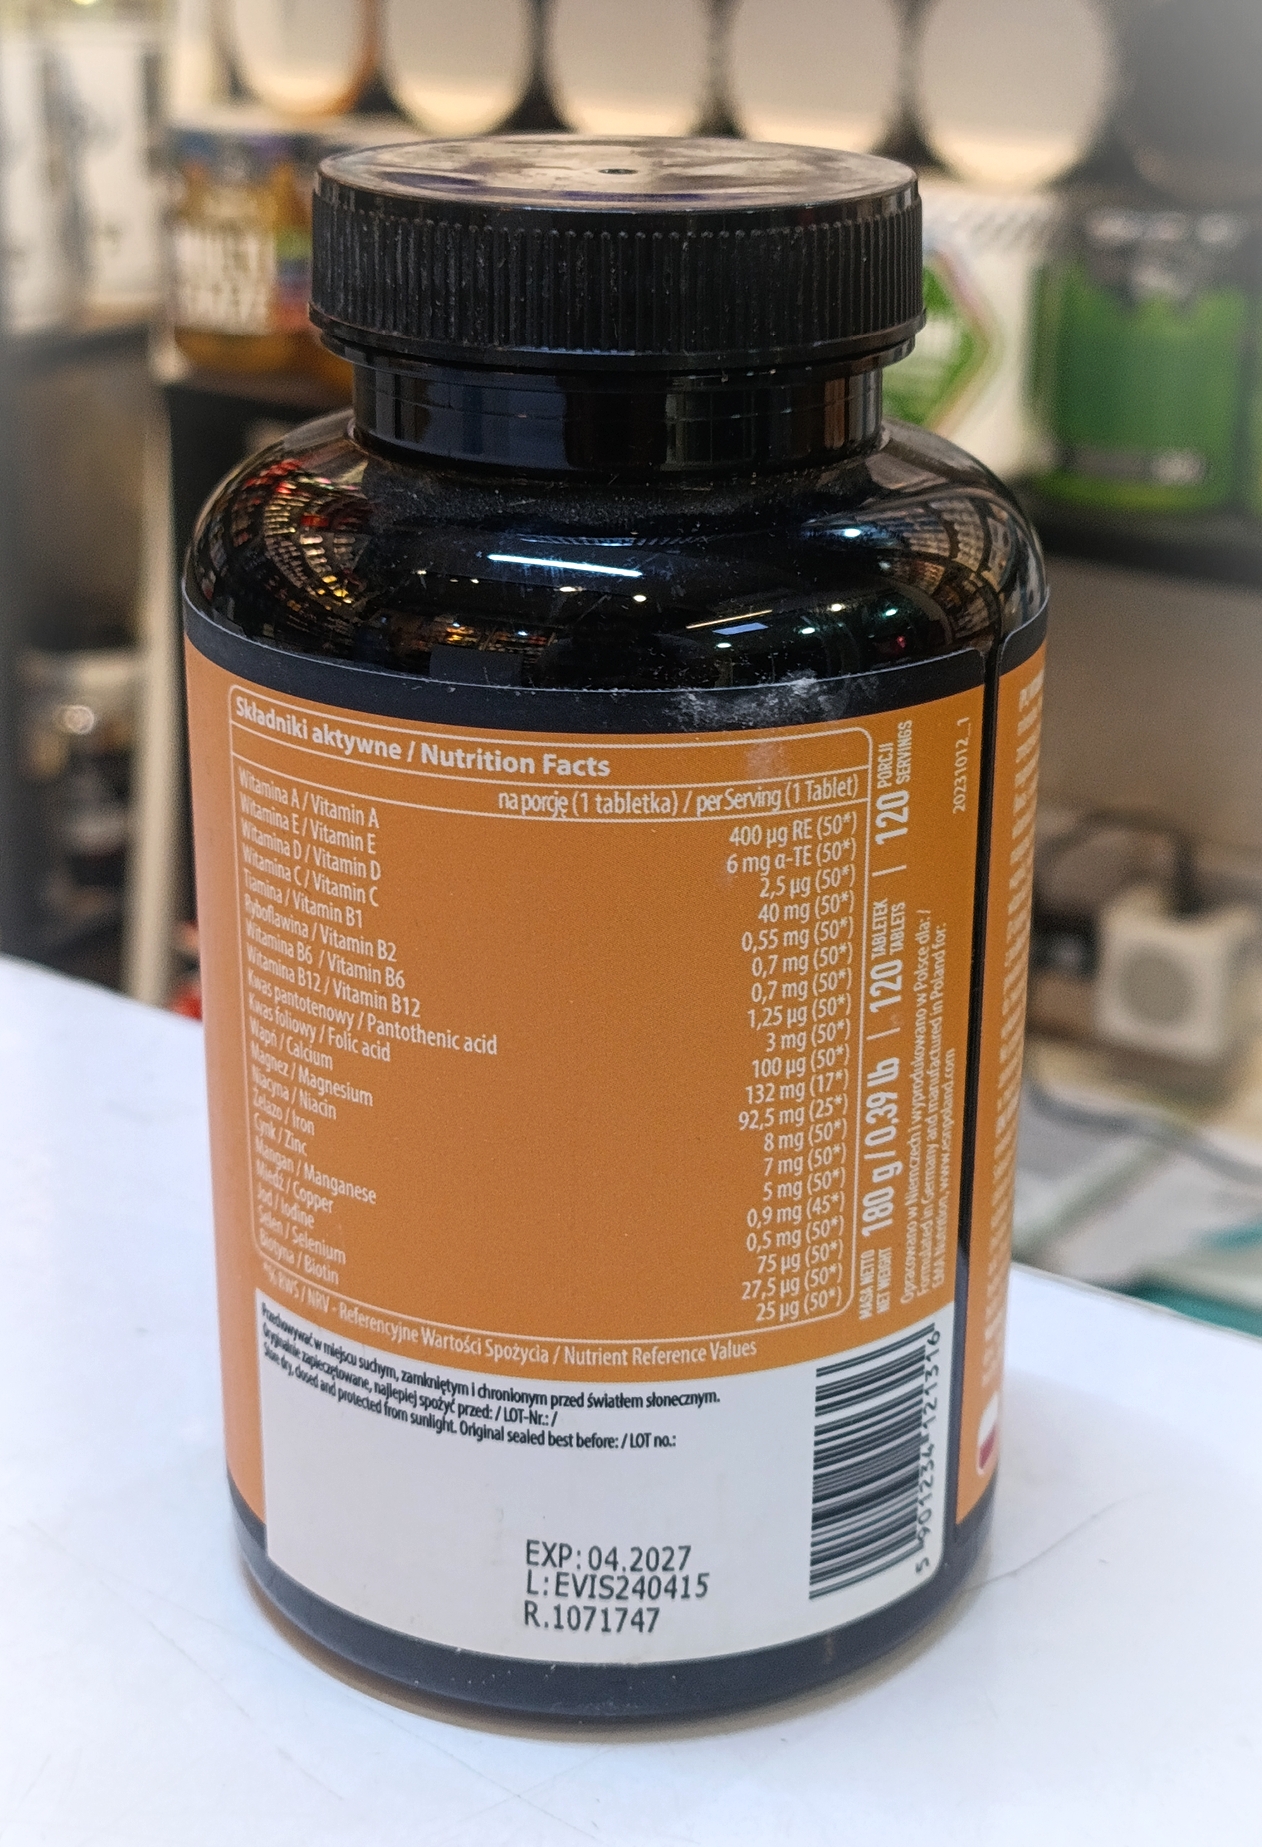 Składniki aktywne / Nutrition Facts
na porcję (1 tabletka) / per Serving (1 Tablet)
Witamina A / Vitamin A 400 µg RE (50*)
Witamina E / Vitamin E 6 mg α-TE (50*)
Witamina D / Vitamin D 2,5 µg (50*)
Witamina C / Vitamin C 40 mg (50*)
Tiamina / Vitamin B1 0,55 mg (50*)
Ryboflawina / Vitamin B2 0,7 mg (50*)
Witamina B6 / Vitamin B6 0,7 mg (50*)
Witamina B12 / Vitamin B12 1,25 µg (50*)
Kwas pantotenowy / Pantothenic acid 3 mg (50*)
Kwas foliowy / Folic acid 100 µg (50*)
Wapń / Calcium 132 mg (17*)
Magnez / Magnesium 92,5 mg (25*)
Niacyna / Niacin 8 mg (50*)
Żelazo / Iron 7 mg (50*)
Cynk / Zinc 5 mg (50*)
Mangan / Manganese 0,9 mg (45*)
Miedź / Copper 0,5 mg (50*)
Jod / Iodine 75 µg (50*)
Selen / Selenium 27,5 µg (50*)
Biotyna / Biotin 25 µg (50*)
*% RWS / NRV - Referencyjne Wartości Spożycia / Nutrient Reference Values
MASA NETTO
NET WEIGHT 180 g / 0,39 lb | 120 TABLETEK
TABLETS | 120 PORCJI
SERVINGS
Opracowano w Niemczech i wyprodukowano w Polsce dla: /
Formulated in Germany and manufactured in Poland for:
GMA Nutrition, www.esnpoland.com
20231012_1
Przechowywać w miejscu suchym, zamkniętym i chronionym przed światłem słonecznym.
Oryginalnie zapieczętowane, najlepiej spożyć przed: / LOT-Nr.: /
Store dry, closed and protected from sunlight. Original sealed best before: / LOT no.:
EXP: 04.2027
L: EVIS240415
R.1071747
5 901234 121316